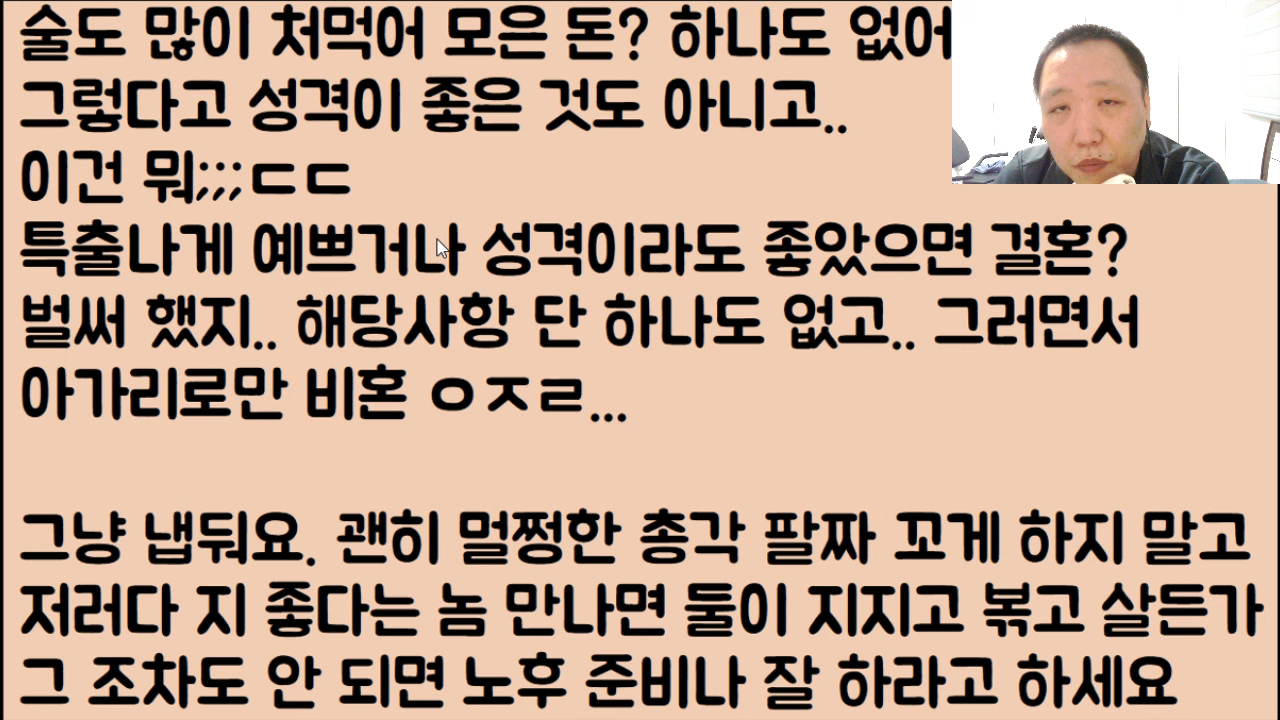 술도 많이 처먹어 모은 돈? 하나도 없어
그렇다고 성격이 좋은 것도 아니고..
이건 뭐;;;ㄷㄷ
특출나게 예쁘거나 성격이라도 좋았으면 결혼?
벌써 했지.. 해당사항 단 하나도 없고.. 그러면서
아가리로만 비혼 ㅇㅈㄹ...
그냥 냅둬요. 괜히 멀쩡한 총각 팔짜 꼬게 하지 말고
저러다 지 좋다는 놈 만나면 둘이 지지고 볶고 살든가
그 조차도 안 되면 노후 준비나 잘 하라고 하세요